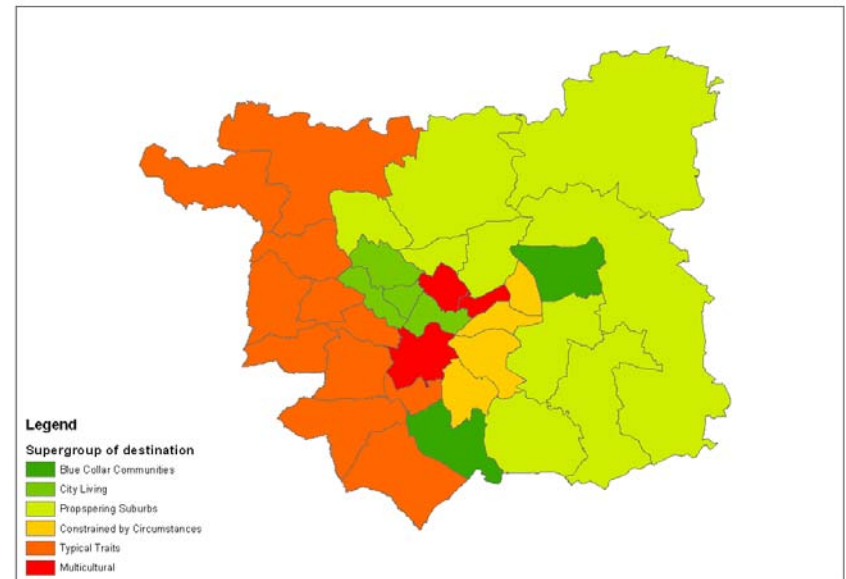 Legend
Supergroup of destination
Blue Collar Communities
City Living
Propspering Suburbs
Constrained by Circumstances
Typical Traits
Multicultural